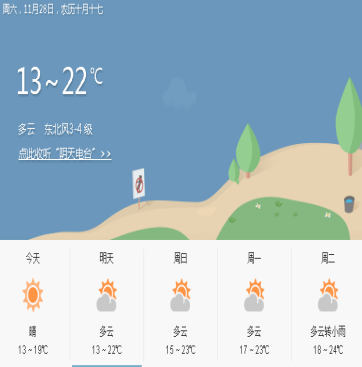 周六，11月28日，农历十月十七
13~22℃
多云 东北风3-4级
点此收听“阴天电台”>>
今天 明天 周日 周一 周二
晴 多云 多云 多云 多云转小雨
13~19℃ 13~22℃ 15~23℃ 17~23℃ 18~24℃